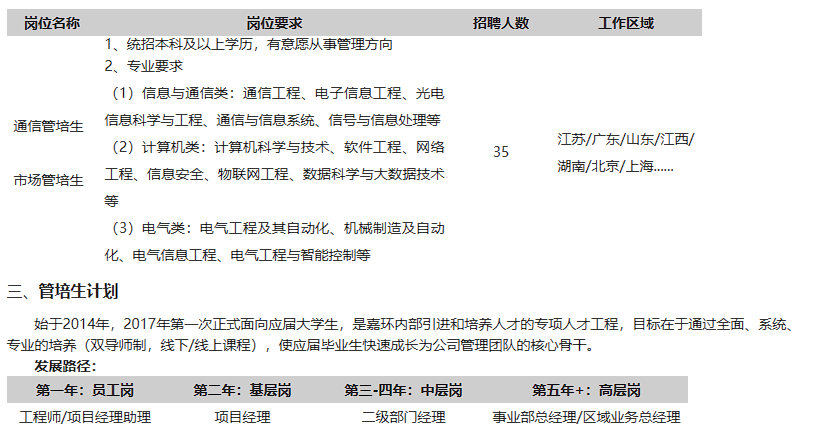 岗位名称 岗位要求 招聘人数 工作区域
1、统招本科及以上学历，有意愿从事管理方向
2、专业要求
（1）信息与通信类：通信工程、电子信息工程、光电
信息科学与工程、通信与信息系统、信号与信息处理等
（2）计算机类：计算机科学与技术、软件工程、网络
工程、信息安全、物联网工程、数据科学与大数据技术
等
（3）电气类：电气工程及其自动化、机械制造及自动
化、电气信息工程、电气工程与智能控制等
通信管培生
市场管培生
35
江苏/广东/山东/江西/
湖南/北京/上海......
三、管培生计划
始于2014年，2017年第一次正式面向应届大学生，是嘉环内部引进和培养人才的专项人才工程，目标在于通过全面、系统、
专业的培养（双导师制，线下/线上课程），使应届毕业生快速成长为公司管理团队的核心骨干。
发展路径：
第一年：员工岗 第二年：基层岗 第三-四年：中层岗 第五年+：高层岗
工程师/项目经理助理 项目经理 二级部门经理 事业部总经理/区域业务总经理